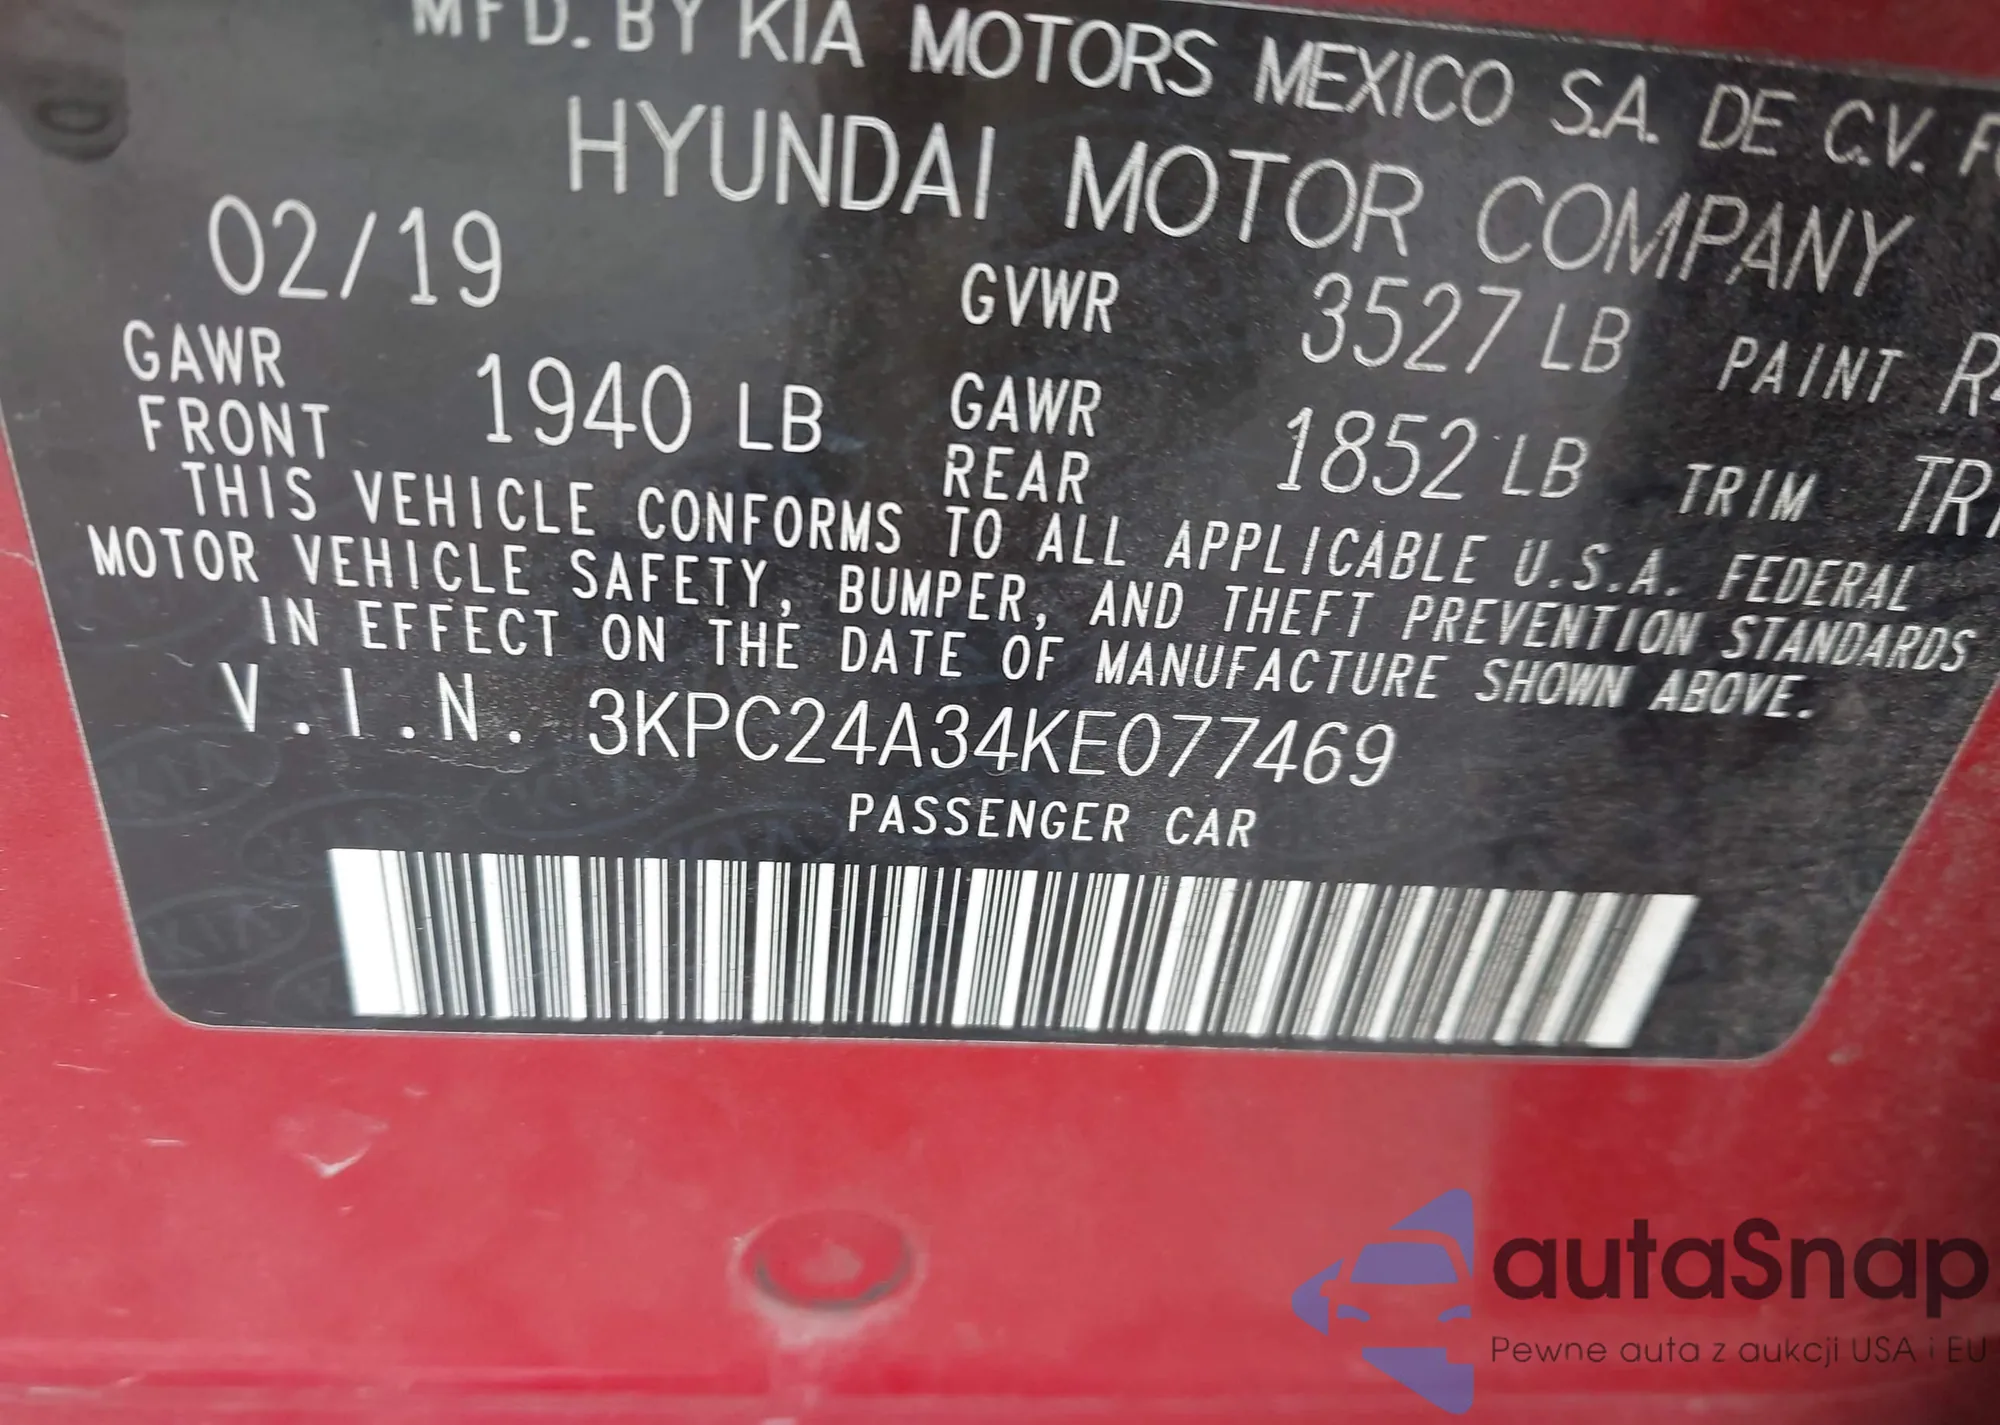 MFD. BY KIA MOTORS MEXICO S.A. DE C.V. F
HYUNDAI MOTOR COMPANY
02/19 GVWR 3527 LB PAINT
GAWR FRONT 1940 LB GAWR REAR 1852 LB TRIM
THIS VEHICLE CONFORMS TO ALL APPLICABLE U.S.A. FEDERAL
MOTOR VEHICLE SAFETY, BUMPER, AND THEFT PREVENTION STANDARDS
IN EFFECT ON THE DATE OF MANUFACTURE SHOWN ABOVE.
V.I.N. 3KPC24A34KE077469
PASSENGER CAR
autaSnap
Pewne auta z aukcji USA i EU